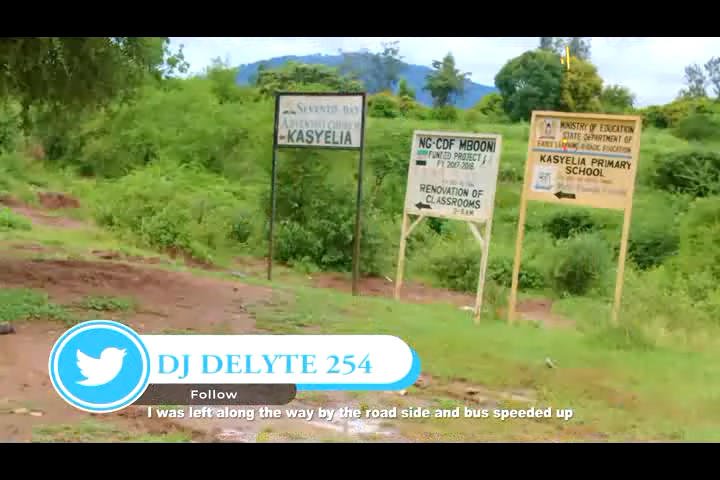 SEVENTH-DAY
ADVENTIST CHURCH
KASYELIA
NG-CDF MBOONI
FUNDED PROJECT
FY 2017-2018
RENOVATION OF
CLASSROOMS
MINISTRY OF EDUCATION
STATE DEPARTMENT OF
EARLY LEARNING & BASIC EDUCATION
KASYELIA PRIMARY
SCHOOL
DJ DELYTE 254
Follow
I was left along the way by the road side and bus speeded up